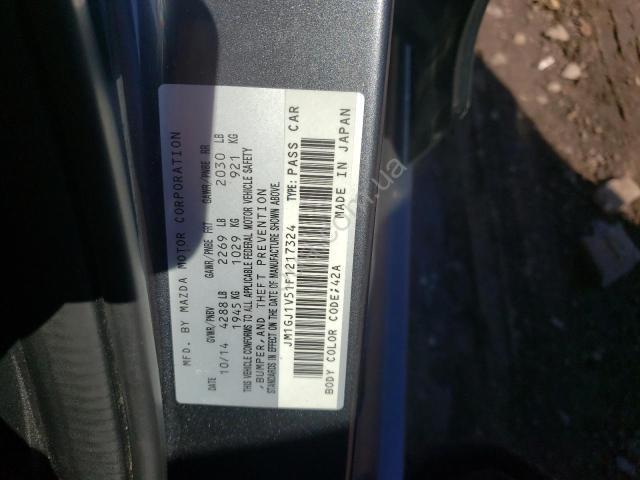 MFD. BY MAZDA MOTOR CORPORATION
GVWR/PNBV GAWR/PNBE FRT GAWR/PNBE RR
10/14 4288 LB 2269 LB 2030 LB
1945 KG 1029 KG 921 KG
THIS VEHICLE CONFORMS TO ALL APPLICABLE FEDERAL MOTOR VEHICLE SAFETY
, BUMPER, AND THEFT PREVENTION
STANDARDS IN EFFECT ON THE DATE OF MANUFACTURE SHOWN ABOVE.
JM1GJ1V51F1217324 TYPE: PASS CAR
BODY COLOR CODE:42A MADE IN JAPAN